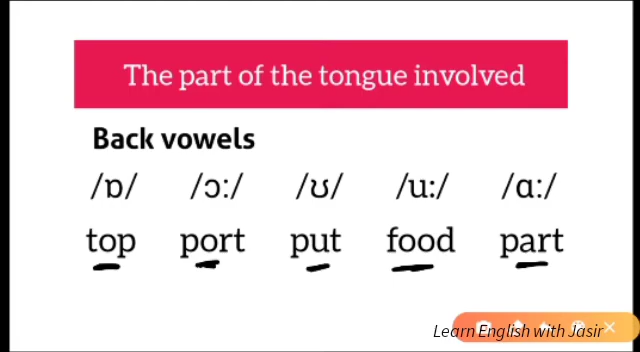 The part of the tongue involved
Back vowels
/ɒ/ /ɔ:/ /ʊ/ /u:/ /ɑ:/
top port put food part
Learn English with Jasir